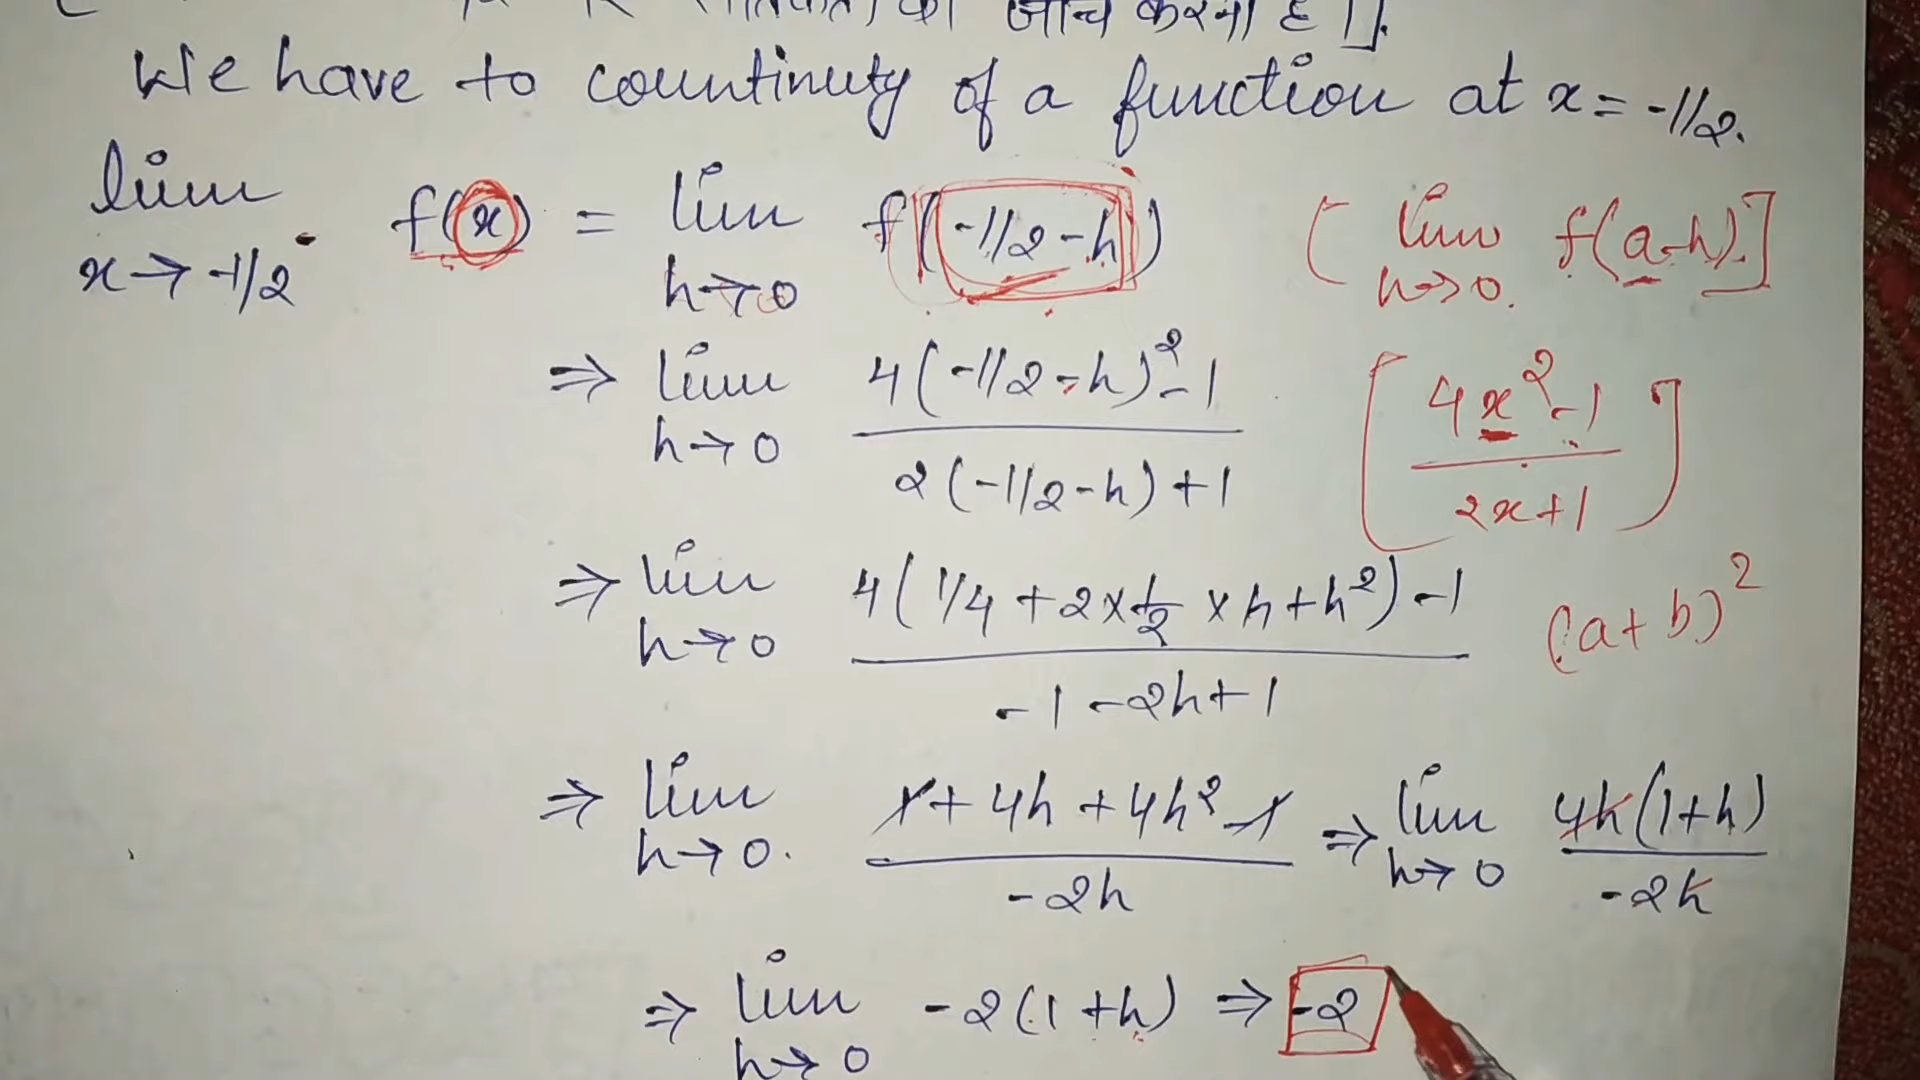 जांच करना है।].
We have to countinuty of a function at x = -1/2.
lim x→-1/2⁻ f(x) = lim h→0 f(-1/2-h) [lim h→0. f(a-h).]
⇒ lim h→0 4(-1/2-h)²-1 / 2(-1/2-h)+1 [4x²-1 / 2x+1]
⇒ lim h→0 4(1/4+2×1/2×h+h²)-1 / -1-2h+1 (a+b)²
⇒ lim h→0. 1+4h+4h²-1 / -2h ⇒ lim h→0 4h(1+h) / -2h
⇒ lim h→0 -2(1+h) ⇒ -2